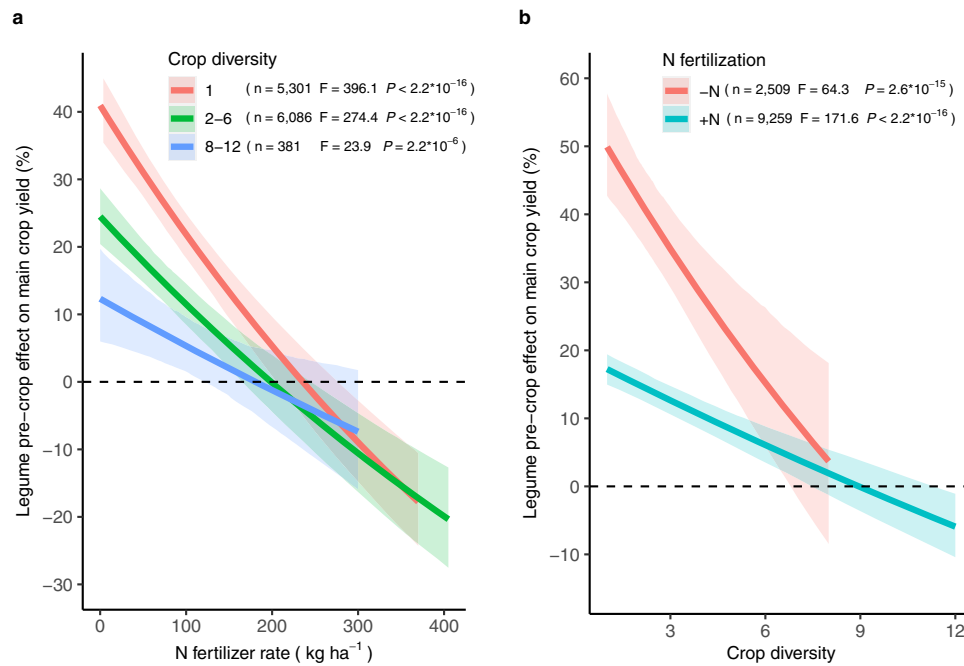 a
Crop diversity
1 ( n = 5,301 F = 396.1 P < 2.2*10⁻¹⁶)
2−6 ( n = 6,086 F = 274.4 P < 2.2*10⁻¹⁶)
8−12 ( n = 381 F = 23.9 P = 2.2*10⁻⁶)
Legume pre−crop effect on main crop yield (%)
40
30
20
10
0
−10
−20
−30
0 100 200 300 400
N fertilizer rate ( kg ha⁻¹)
b
N fertilization
−N ( n = 2,509 F = 64.3 P = 2.6*10⁻¹⁵)
+N ( n = 9,259 F = 171.6 P < 2.2*10⁻¹⁶)
Legume pre−crop effect on main crop yield (%)
60
50
40
30
20
10
0
−10
3 6 9 12
Crop diversity